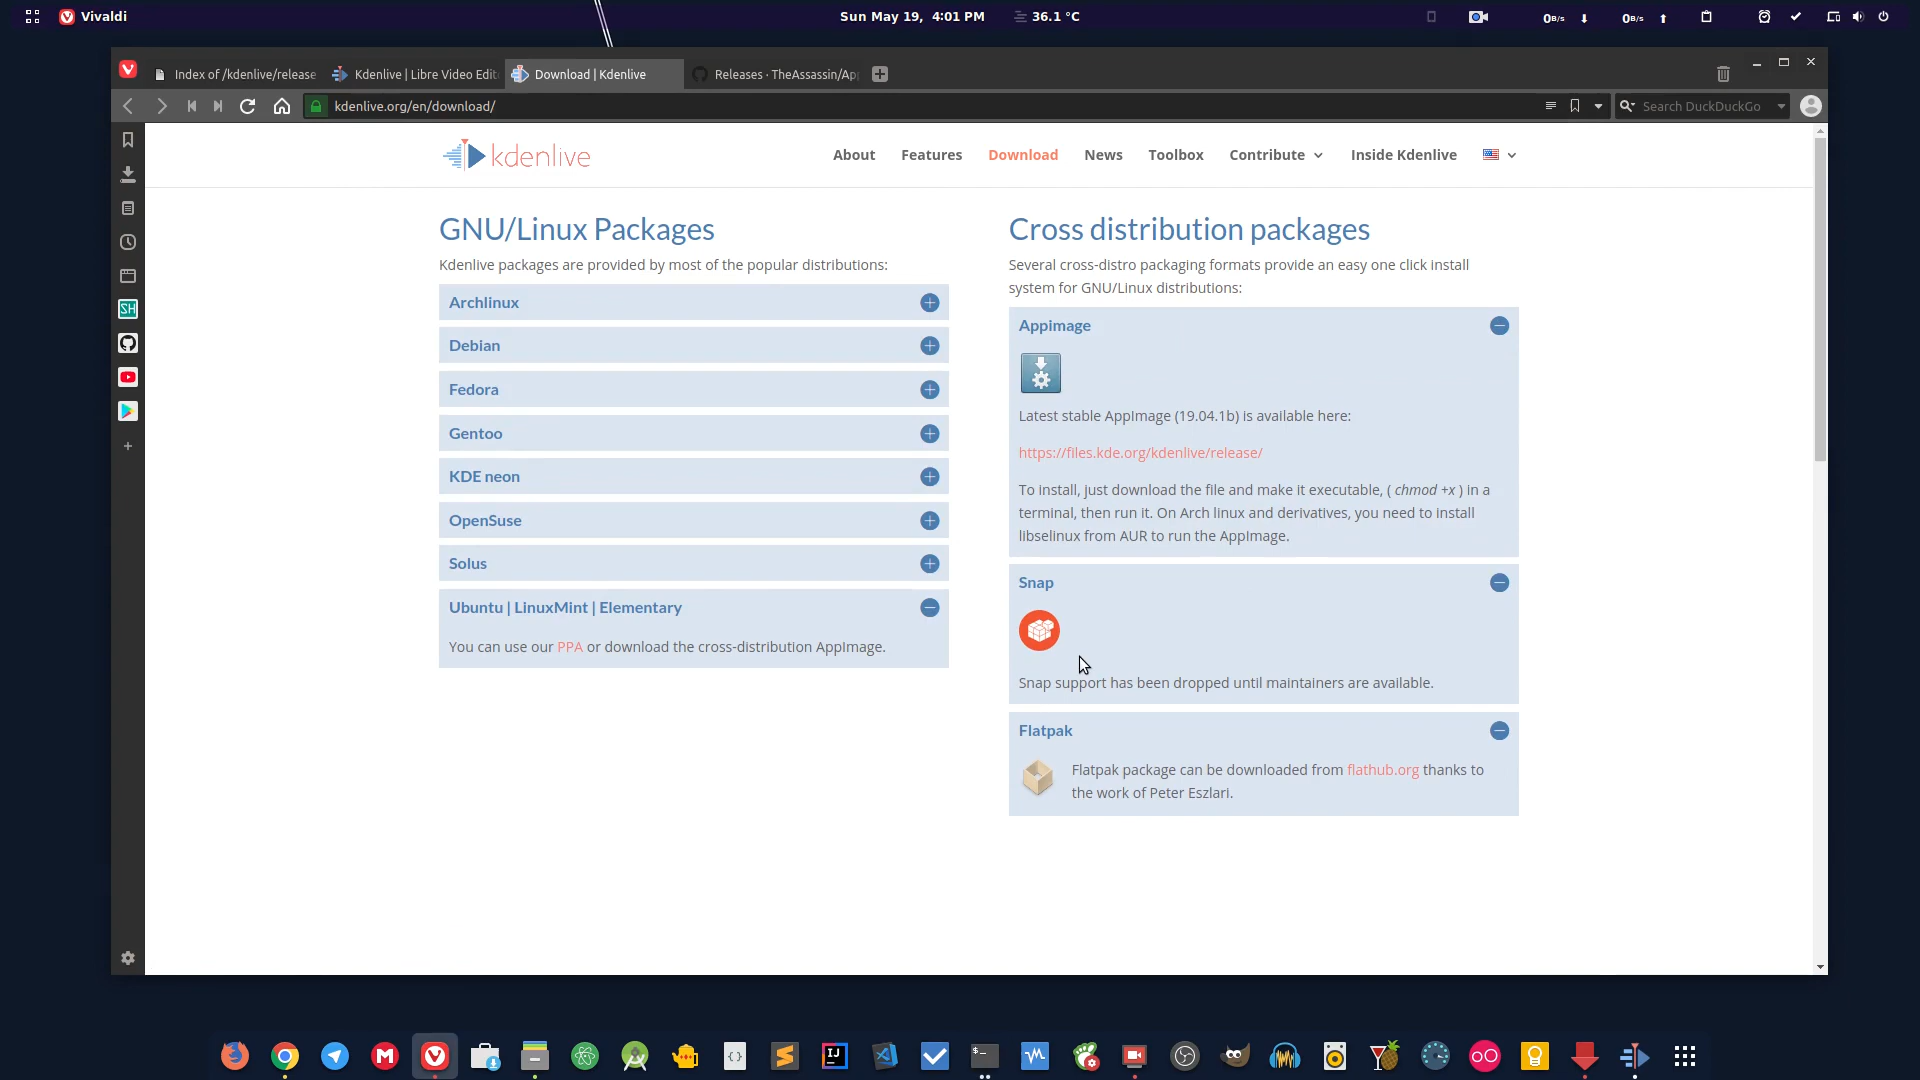 Vivaldi
Sun May 19, 4:01 PM
36.1 °C
0B/s
0B/s
Index of /kdenlive/release
Kdenlive | Libre Video Edit
Download | Kdenlive
Releases · TheAssassin/Ap
kdenlive.org/en/download/
Search DuckDuckGo
kdenlive
About
Features
Download
News
Toolbox
Contribute
Inside Kdenlive
GNU/Linux Packages
Kdenlive packages are provided by most of the popular distributions:
Archlinux
Debian
Fedora
Gentoo
KDE neon
OpenSuse
Solus
Ubuntu | LinuxMint | Elementary
You can use our PPA or download the cross-distribution AppImage.
Cross distribution packages
Several cross-distro packaging formats provide an easy one click install
system for GNU/Linux distributions:
Appimage
Latest stable AppImage (19.04.1b) is available here:
https://files.kde.org/kdenlive/release/
To install, just download the file and make it executable, ( chmod +x ) in a
terminal, then run it. On Arch linux and derivatives, you need to install
libselinux from AUR to run the AppImage.
Snap
Snap support has been dropped until maintainers are available.
Flatpak
Flatpak package can be downloaded from flathub.org thanks to
the work of Peter Eszlari.
SH
IJ